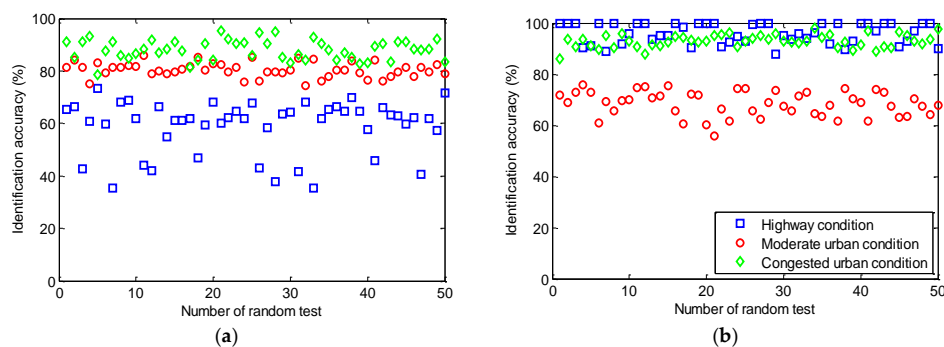 100
80
60
40
20
0
Identification accuracy (%)
0 10 20 30 40 50
Number of random test
(a)
100
80
60
40
20
0
Identification accuracy (%)
0 10 20 30 40 50
Number of random test
Highway condition
Moderate urban condition
Congested urban condition
(b)